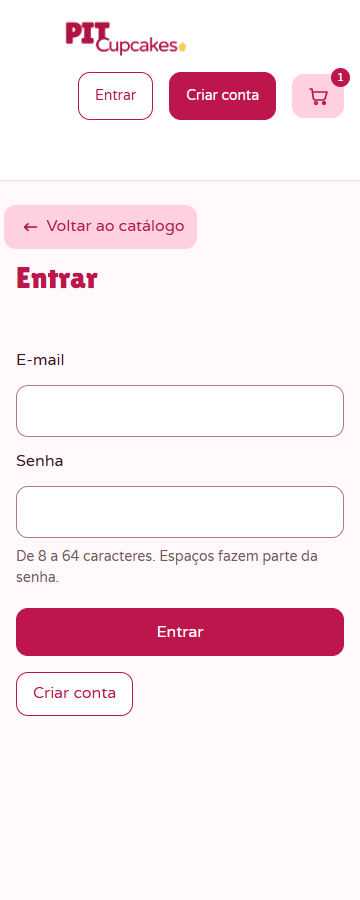 PIT
Cupcakes
Entrar
Criar conta
1
Voltar ao catálogo
Entrar
E-mail
Senha
De 8 a 64 caracteres. Espaços fazem parte da
senha.
Entrar
Criar conta